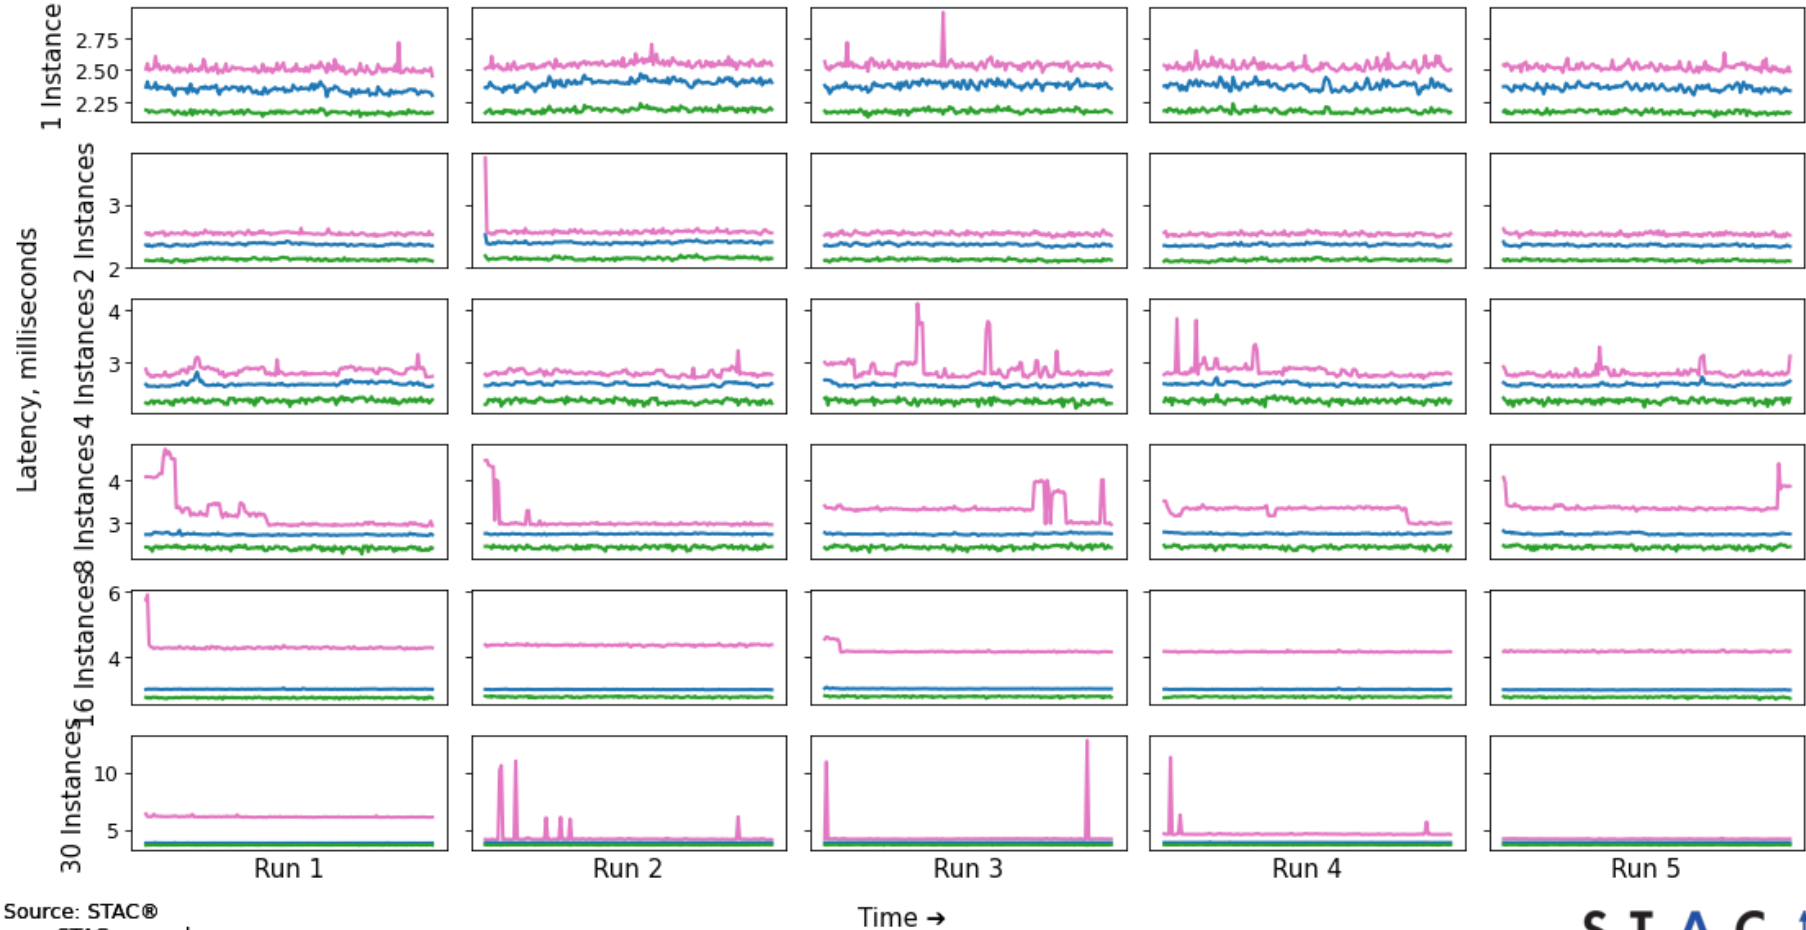 Latency, milliseconds
1 Instance
2.75
2.50
2.25
2 Instances
3
2
4 Instances
4
3
8 Instances
4
3
16 Instances
6
4
30 Instances
10
5
Run 1
Run 2
Run 3
Run 4
Run 5
Time ➔
Source: STAC®
S T A C